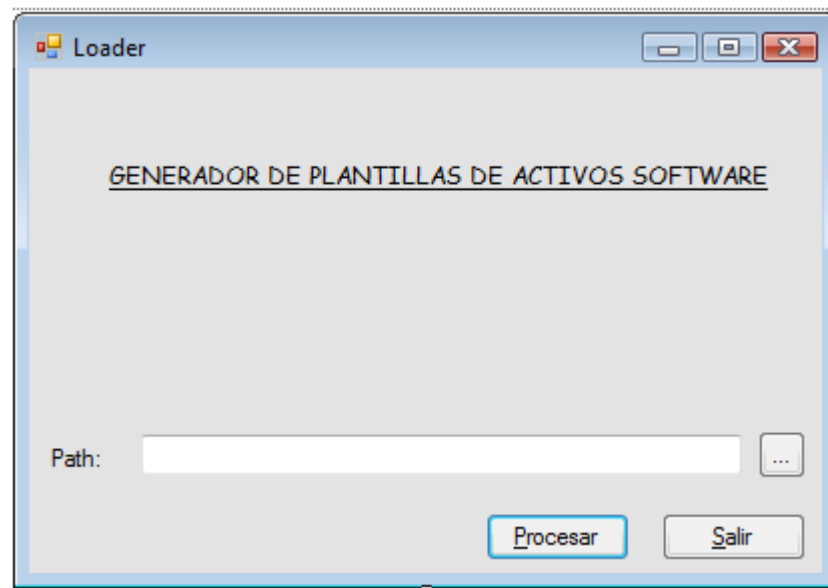 Loader
GENERADOR DE PLANTILLAS DE ACTIVOS SOFTWARE
Path:
...
Procesar
Salir